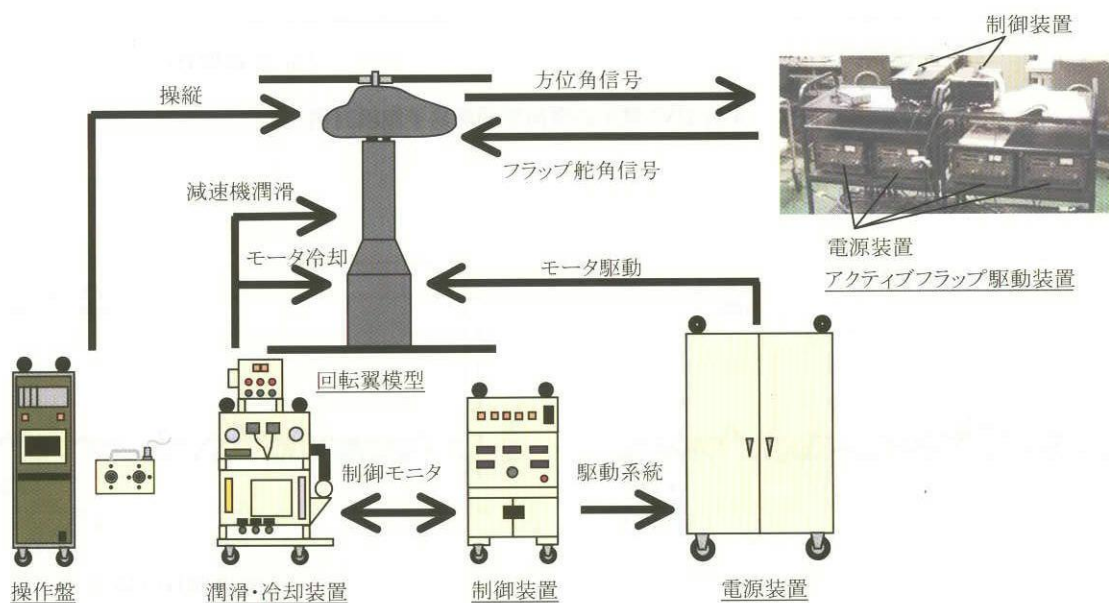 制御装置
操縦
方位角信号
フラップ舵角信号
減速機潤滑
モータ冷却
モータ駆動
電源装置
アクティブフラップ駆動装置
回転翼模型
制御モニタ
駆動系統
操作盤
潤滑・冷却装置
制御装置
電源装置